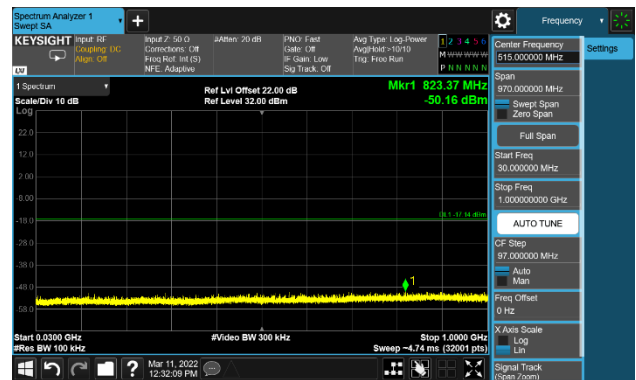 Spectrum Analyzer 1
Swept SA
Frequency
KEYSIGHT
Input: RF
Coupling: DC
Align: Off
Input Z: 50 Ω
Corrections: Off
Freq Ref: Int (S)
NFE: Adaptive
#Atten: 20 dB
PNO: Fast
Gate: Off
IF Gain: Low
Sig Track: Off
Avg Type: Log-Power
Avg|Hold:>10/10
Trig: Free Run
1 2 3 4 5 6
M W W W W W
P N N N N N
LXI
Center Frequency
515.000000 MHz
Settings
Span
970.000000 MHz
Swept Span
Zero Span
Full Span
Start Freq
30.000000 MHz
Stop Freq
1.000000000 GHz
AUTO TUNE
CF Step
97.000000 MHz
Auto
Man
Freq Offset
0 Hz
X Axis Scale
Log
Lin
Signal Track
(Span Zoom)
1 Spectrum
Scale/Div 10 dB
Log
Ref Lvl Offset 22.00 dB
Ref Level 32.00 dBm
Mkr1 823.37 MHz
-50.16 dBm
22.0
12.0
2.00
-8.00
-18.0
-28.0
-38.0
-48.0
-58.0
DL1 -17.14 dBm
1
Start 0.0300 GHz
#Res BW 100 kHz
#Video BW 300 kHz
Stop 1.0000 GHz
Sweep ~4.74 ms (32001 pts)
?
Mar 11, 2022
12:32:09 PM